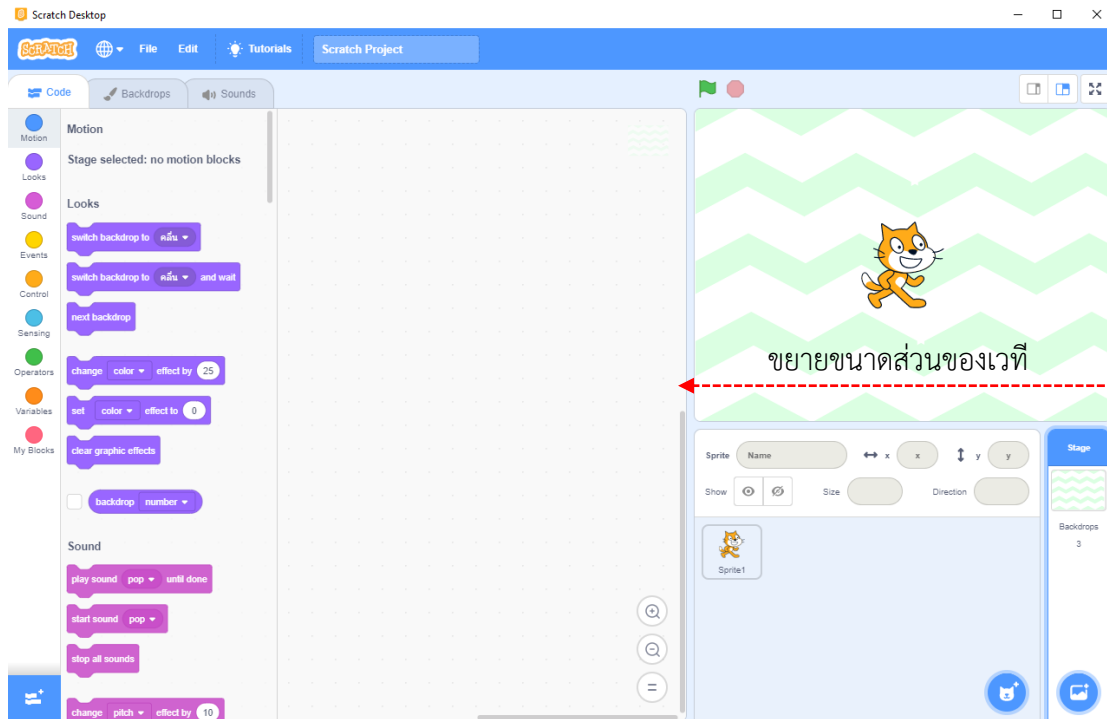 Scratch Desktop
SCRATCH File Edit Tutorials Scratch Project
Code Backdrops Sounds
Motion
Looks
Sound
Events
Control
Sensing
Operators
Variables
My Blocks
Motion
Stage selected: no motion blocks
Looks
switch backdrop to คลื่น
switch backdrop to คลื่น and wait
next backdrop
change color effect by 25
set color effect to 0
clear graphic effects
backdrop number
Sound
play sound pop until done
start sound pop
stop all sounds
change pitch effect by 10
ขยายขนาดส่วนของเวที
Sprite Name x x y y
Show Size Direction
Sprite1
Stage
Backdrops
3